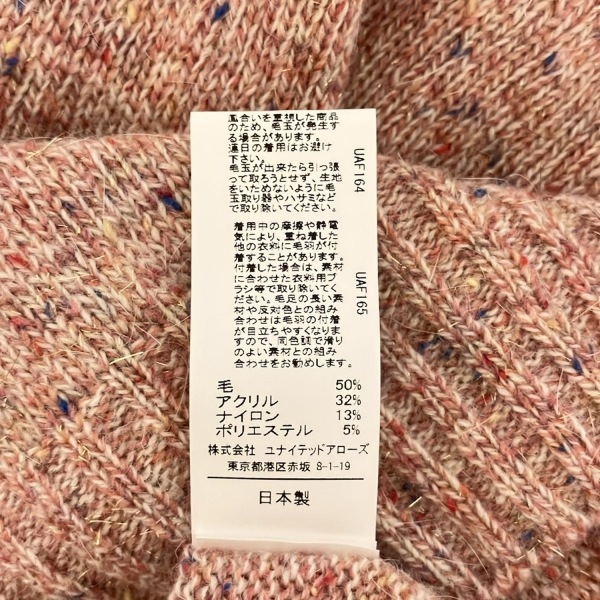 風合いを重視した商品
のため、毛玉が発生す
る場合があります。
連日の着用はお避け
下さい。
毛玉が出来たら引っ張
って取ろうとせず、生地
をいためないように毛
玉取り器やハサミなど
で取り除いてください。
UAF164
着用中の摩擦や静電
気により、重ね着した
他の衣料に毛羽が付
着することがあります。
付着した場合は、素材
に合わせた衣料用ブ
ラシ等で取り除いてく
ださい。毛足の長い素
材や反対色との組み
合わせは毛羽の付着
が目立ちやすくなりま
すので、同色調で滑り
のよい素材との組み合
わせをお勧めします。
UAF165
毛 50%
アクリル 32%
ナイロン 13%
ポリエステル 5%
株式会社 ユナイテッドアローズ
東京都港区赤坂 8-1-19
日本製